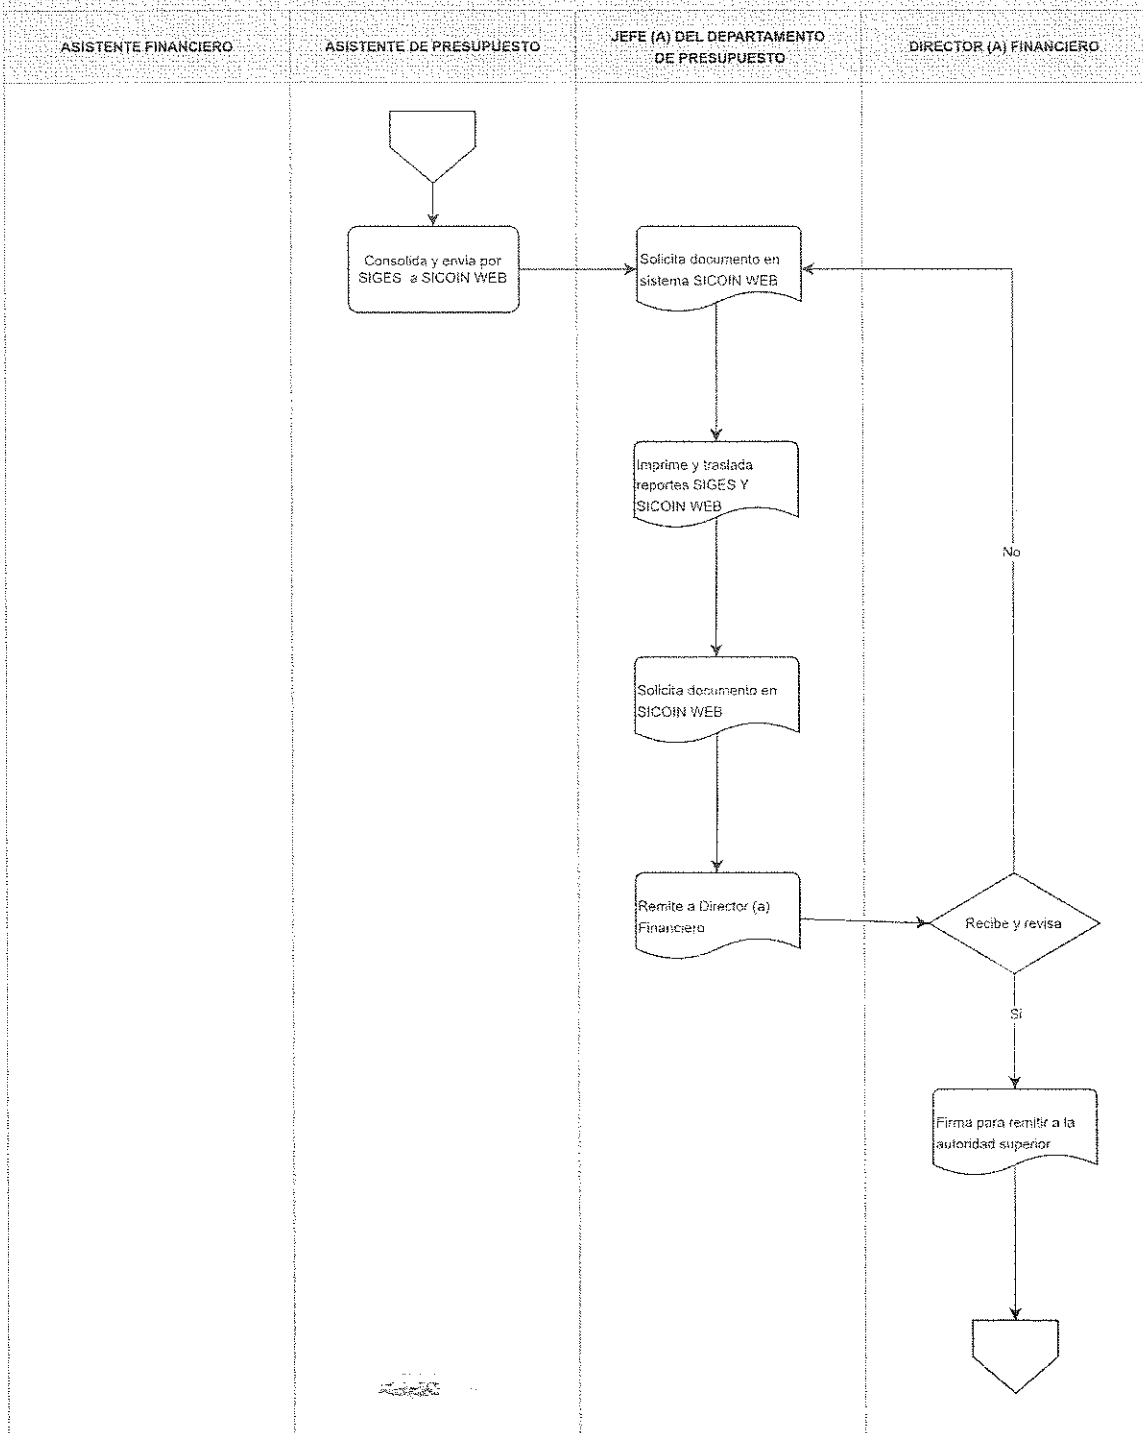 ASISTENTE FINANCIERO
ASISTENTE DE PRESUPUESTO
JEFE (A) DEL DEPARTAMENTO
DE PRESUPUESTO
DIRECTOR (A) FINANCIERO
Consolida y envia por
SIGES a SICOIN WEB
Solicita documento en
sistema SICOIN WEB
Imprime y traslada
reportes SIGES Y
SICOIN WEB
No
Solicita documento en
SICOIN WEB
Remite a Director (a)
Financiero
Recibe y revisa
Si
Firma para remitir a la
autoridad superior